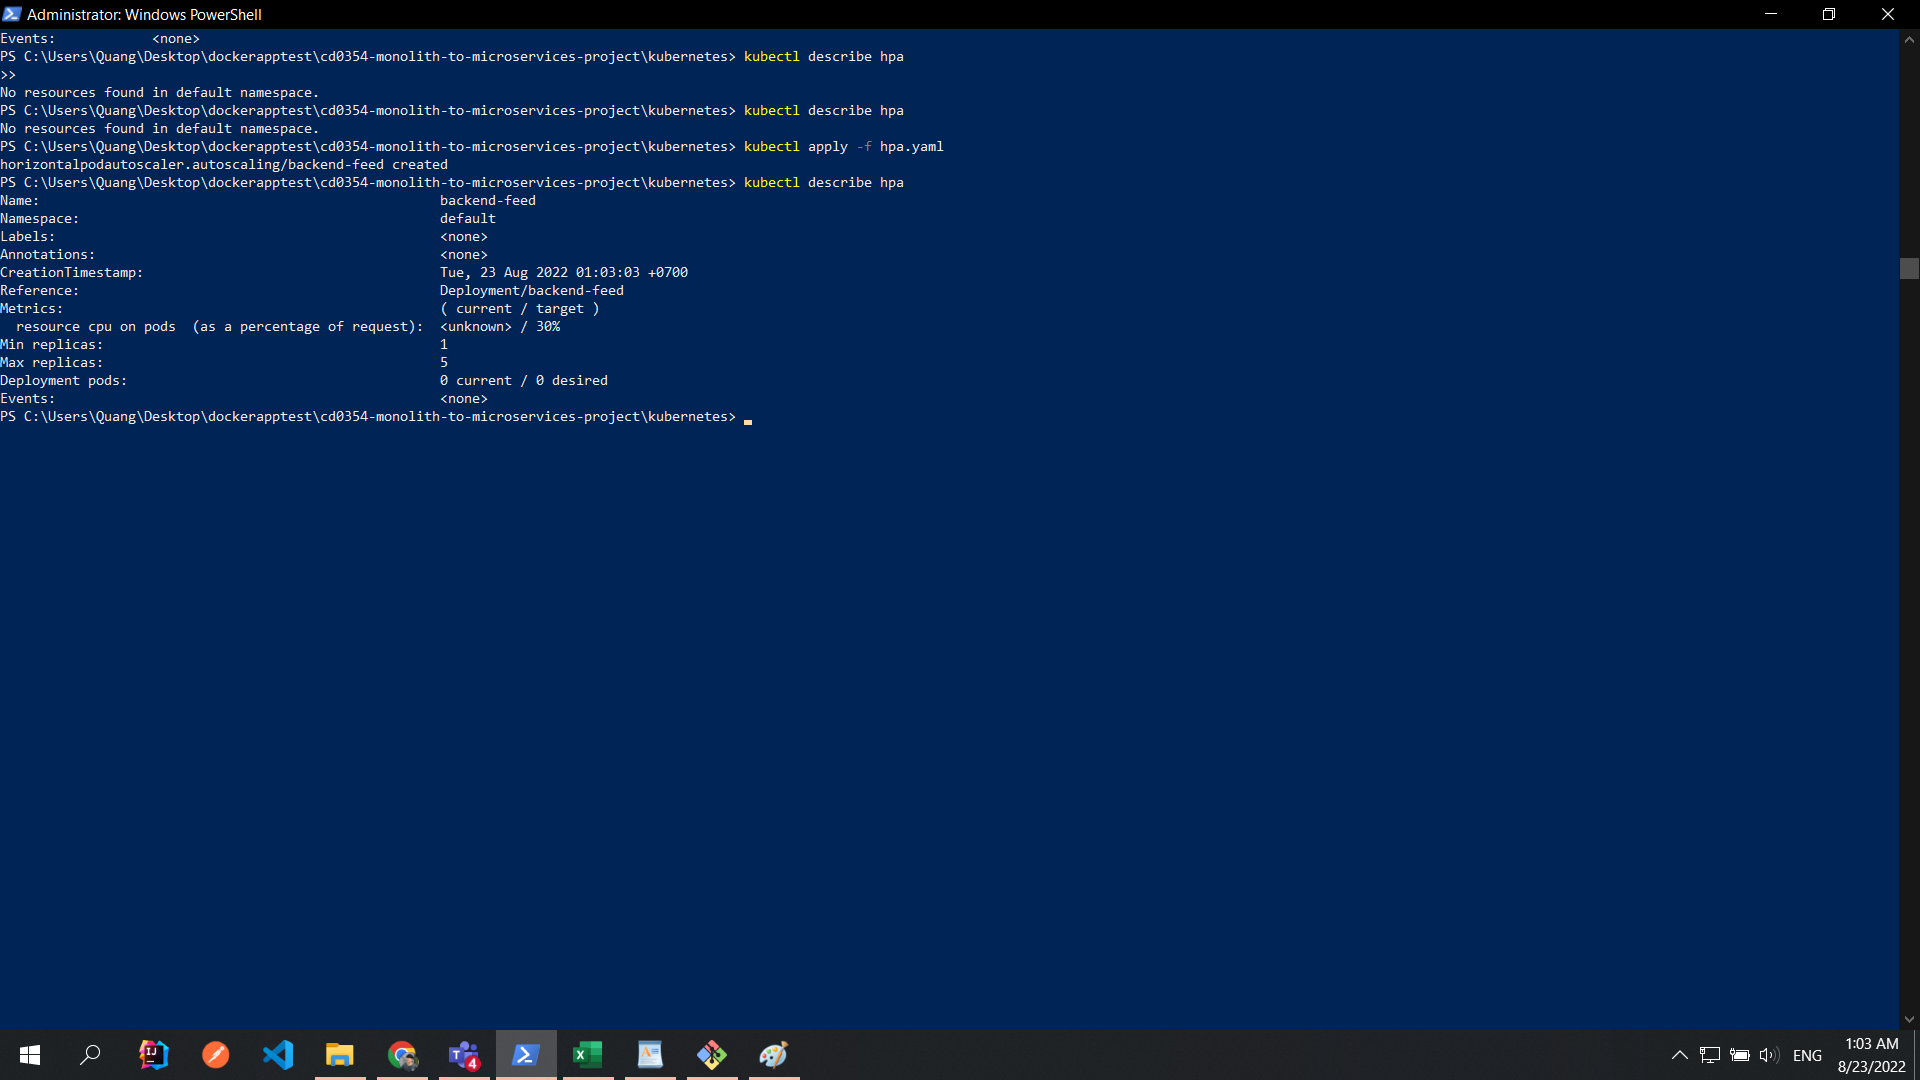 Administrator: Windows PowerShell
Events:            <none>
PS C:\Users\Quang\Desktop\dockerapptest\cd0354-monolith-to-microservices-project\kubernetes> kubectl describe hpa
>>
No resources found in default namespace.
PS C:\Users\Quang\Desktop\dockerapptest\cd0354-monolith-to-microservices-project\kubernetes> kubectl describe hpa
No resources found in default namespace.
PS C:\Users\Quang\Desktop\dockerapptest\cd0354-monolith-to-microservices-project\kubernetes> kubectl apply -f hpa.yaml
horizontalpodautoscaler.autoscaling/backend-feed created
PS C:\Users\Quang\Desktop\dockerapptest\cd0354-monolith-to-microservices-project\kubernetes> kubectl describe hpa
Name:                                                  backend-feed
Namespace:                                             default
Labels:                                                <none>
Annotations:                                           <none>
CreationTimestamp:                                     Tue, 23 Aug 2022 01:03:03 +0700
Reference:                                             Deployment/backend-feed
Metrics:                                               ( current / target )
  resource cpu on pods  (as a percentage of request):  <unknown> / 30%
Min replicas:                                          1
Max replicas:                                          5
Deployment pods:                                       0 current / 0 desired
Events:                                                <none>
PS C:\Users\Quang\Desktop\dockerapptest\cd0354-monolith-to-microservices-project\kubernetes>
4
ENG
1:03 AM
8/23/2022